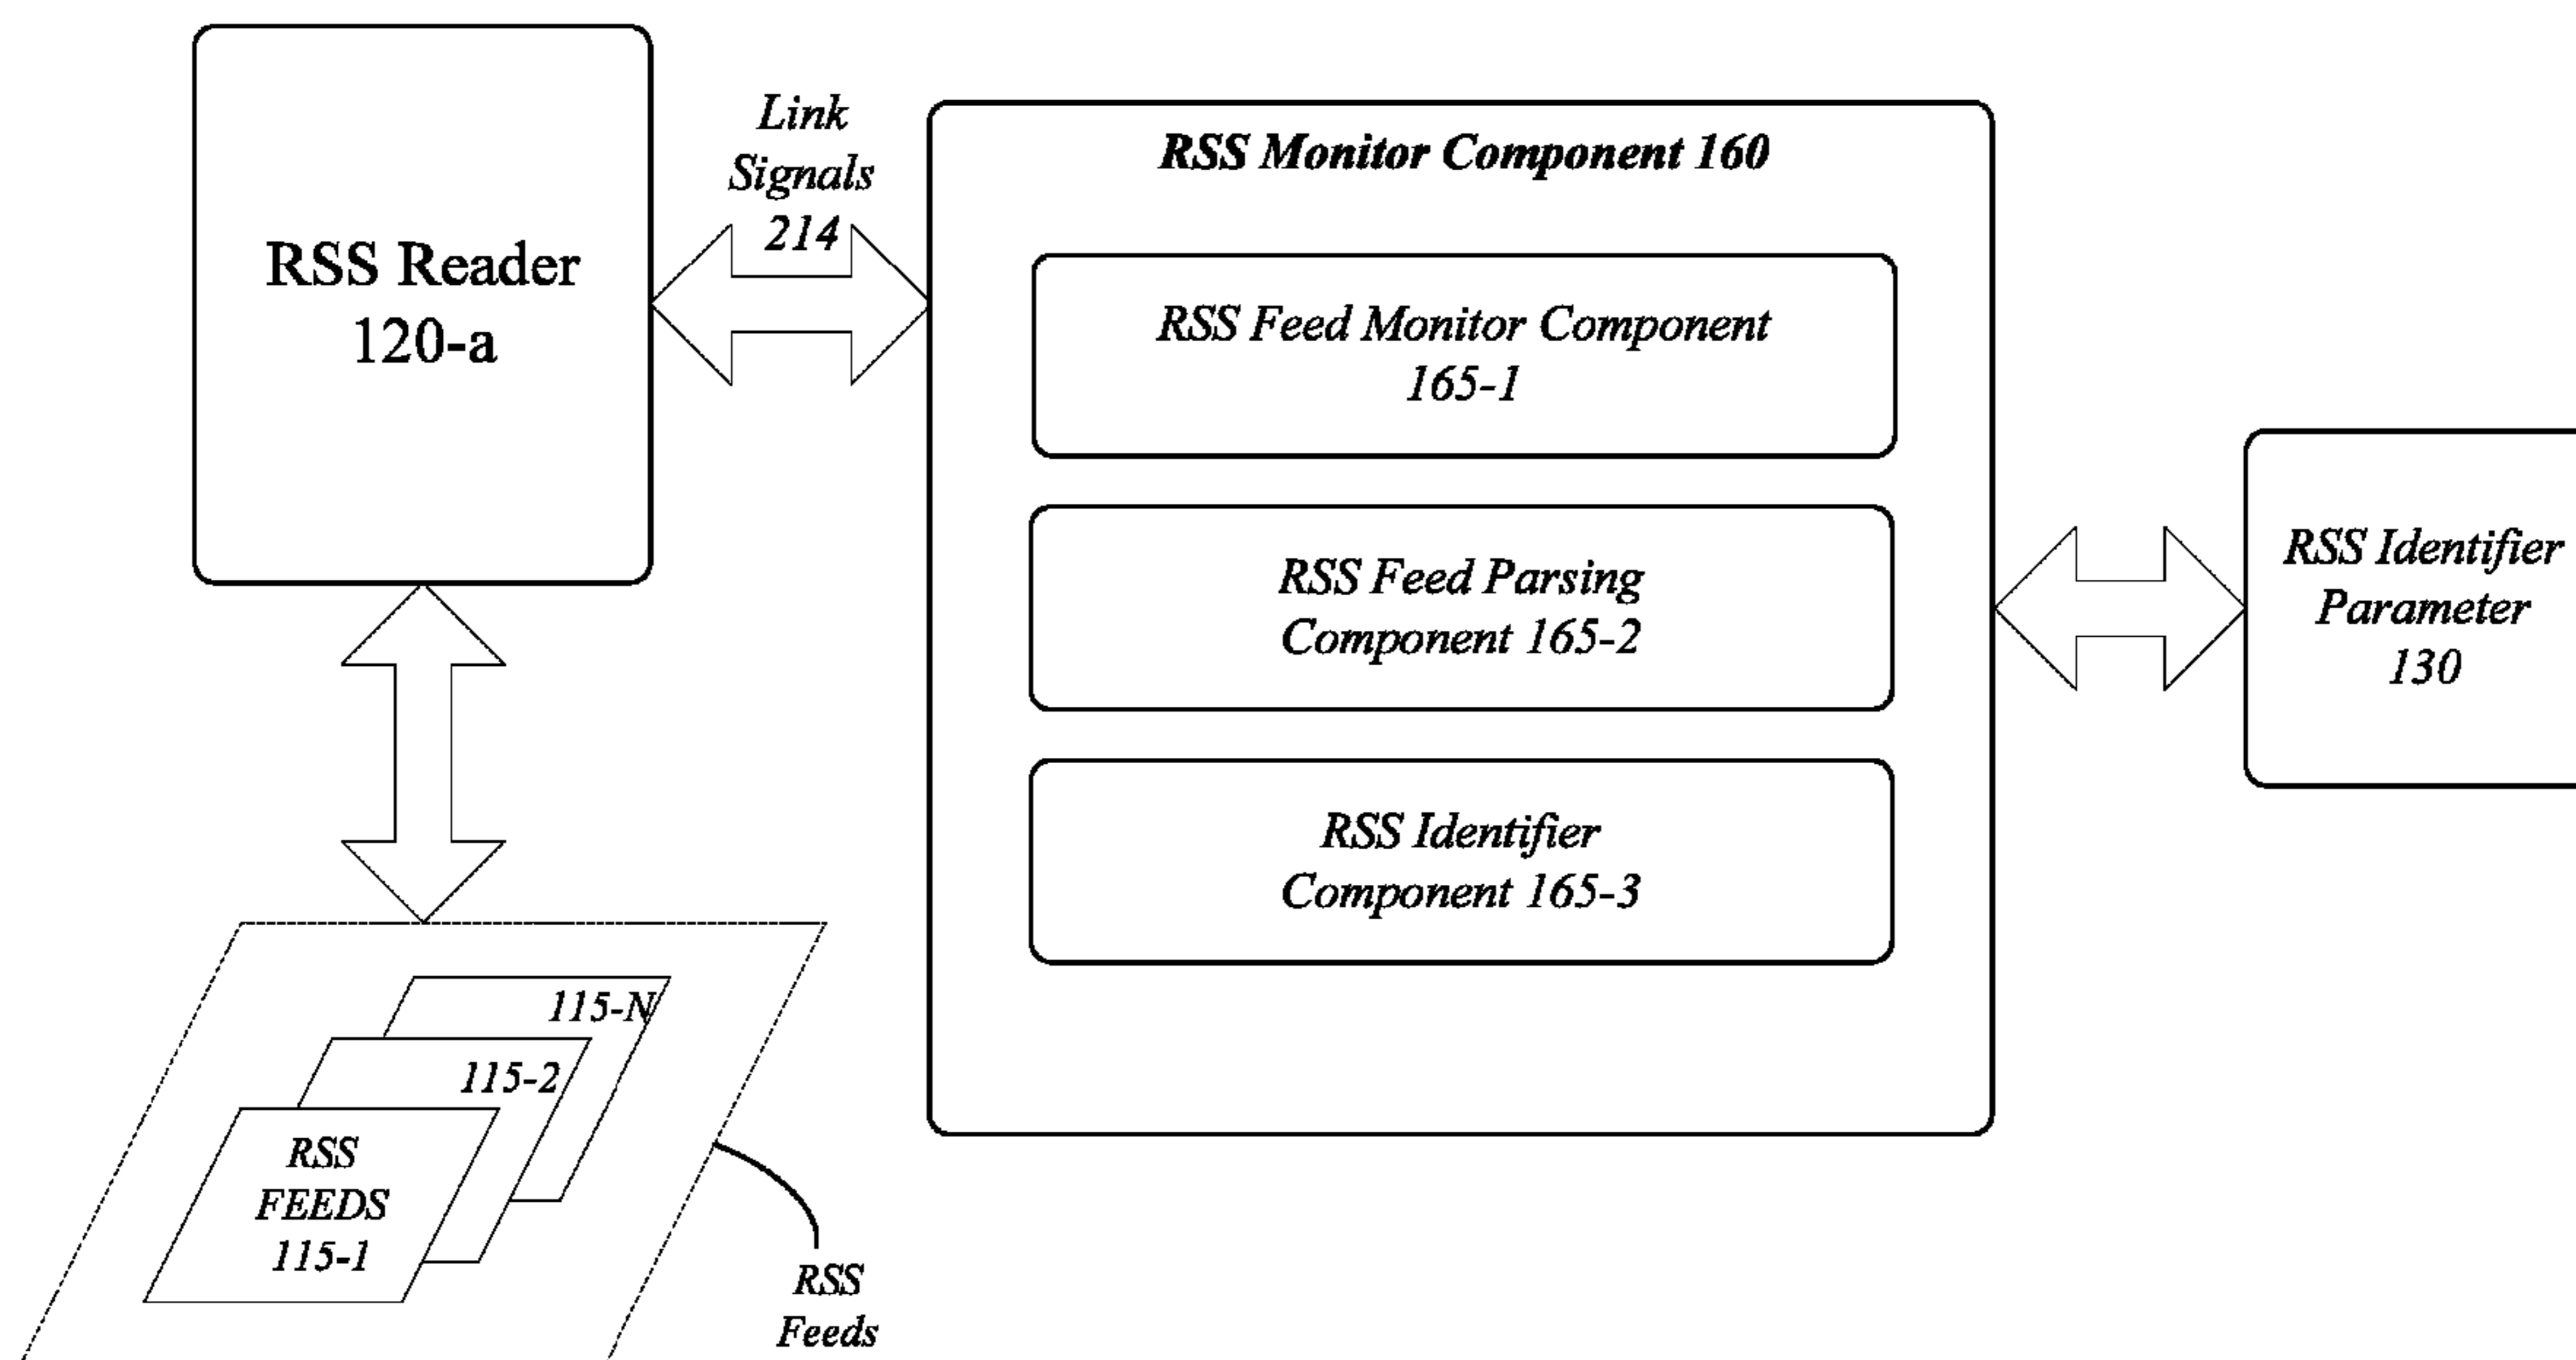 RSS Reader
120-a
Link
Signals
214
RSS Monitor Component 160
RSS Feed Monitor Component
165-1
RSS Feed Parsing
Component 165-2
RSS Identifier
Component 165-3
RSS Identifier
Parameter
130
115-N
115-2
RSS
FEEDS
115-1
RSS
Feeds